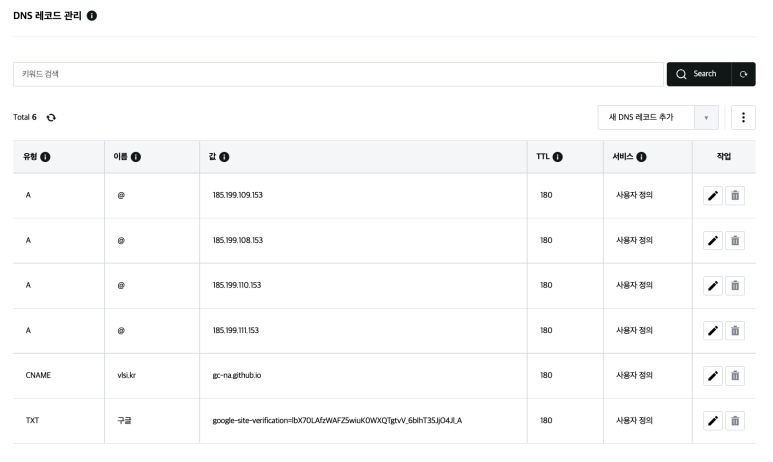 DNS 레코드 관리
키워드 검색 Search
Total 6 새 DNS 레코드 추가
유형 이름 값 TTL 서비스 작업
A @ 185.199.109.153 180 사용자 정의
A @ 185.199.108.153 180 사용자 정의
A @ 185.199.110.153 180 사용자 정의
A @ 185.199.111.153 180 사용자 정의
CNAME vlsi.kr gc-na.github.io 180 사용자 정의
TXT 구글 180 사용자 정의